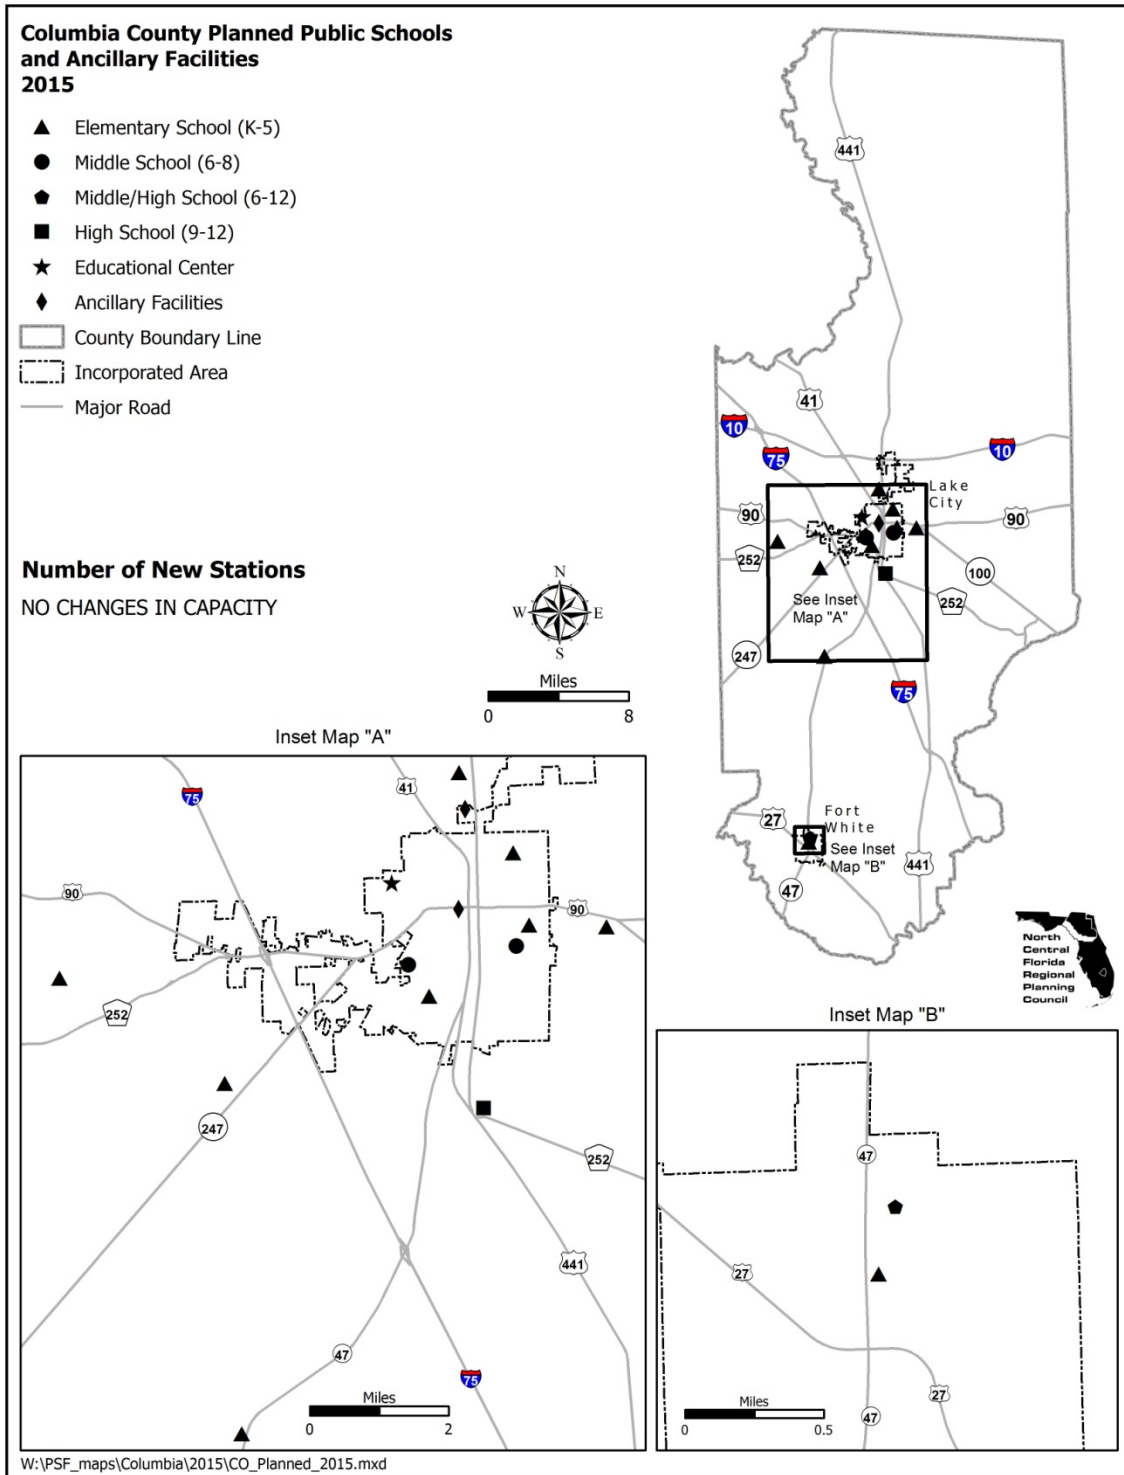 Columbia County Planned Public Schools
and Ancillary Facilities
2015
Elementary School (K-5)
Middle School (6-8)
Middle/High School (6-12)
High School (9-12)
Educational Center
Ancillary Facilities
County Boundary Line
Incorporated Area
Major Road
Number of New Stations
NO CHANGES IN CAPACITY
N
W
E
S
Miles
0
8
441
41
10
75
10
Lake
City
90
90
252
100
See Inset
Map "A"
252
247
75
Fort
White
27
See Inset
Map "B"
441
47
North
Central
Florida
Regional
Planning
Council
Inset Map "A"
75
41
90
90
252
247
252
441
47
75
Miles
0
2
Inset Map "B"
47
27
27
47
Miles
0
0.5
W:\PSF_maps\Columbia\2015\CO_Planned_2015.mxd